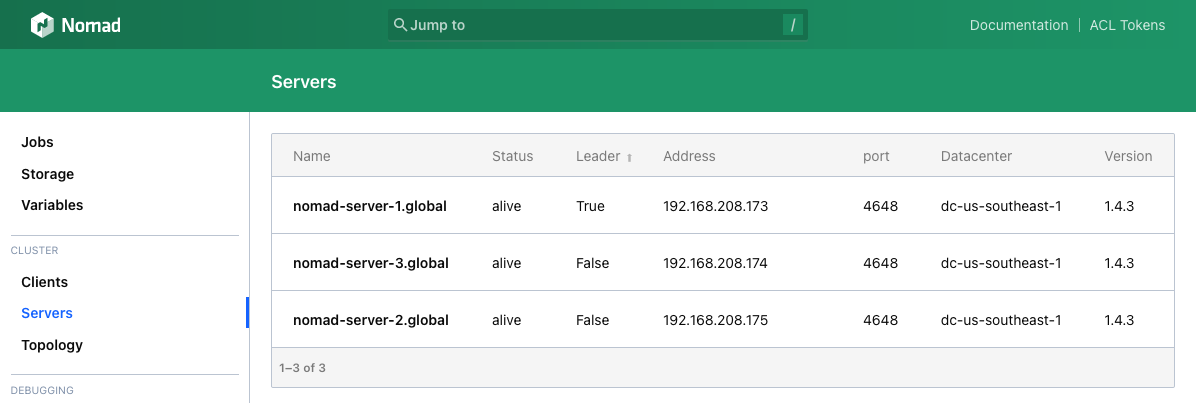 Nomad
Jump to /
Documentation ACL Tokens
Servers
Jobs
Storage
Variables
CLUSTER
Clients
Servers
Topology
DEBUGGING
Name Status Leader Address port Datacenter Version
nomad-server-1.global alive True 192.168.208.173 4648 dc-us-southeast-1 1.4.3
nomad-server-3.global alive False 192.168.208.174 4648 dc-us-southeast-1 1.4.3
nomad-server-2.global alive False 192.168.208.175 4648 dc-us-southeast-1 1.4.3
1–3 of 3